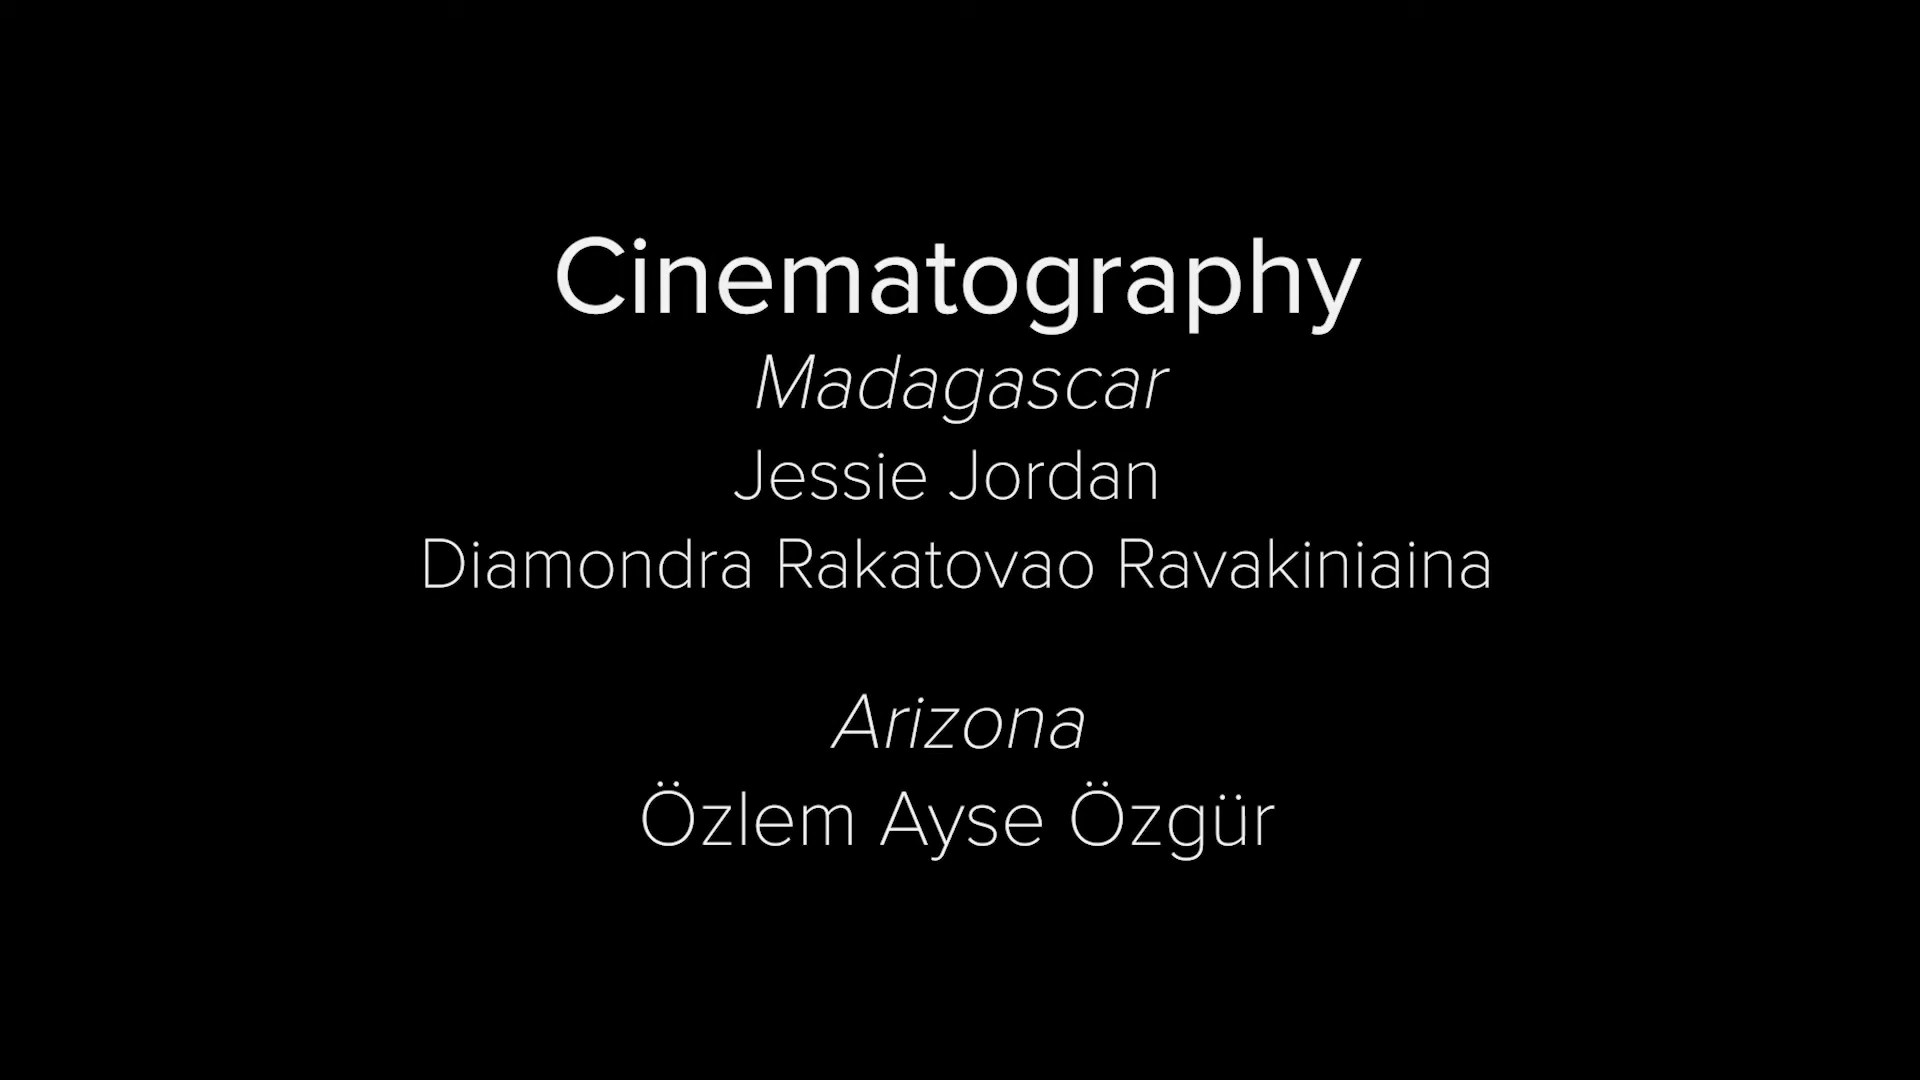 Cinematography
Madagascar
Jessie Jordan
Diamondra Rakatovao Ravakiniaina
Arizona
Özlem Ayse Özgür